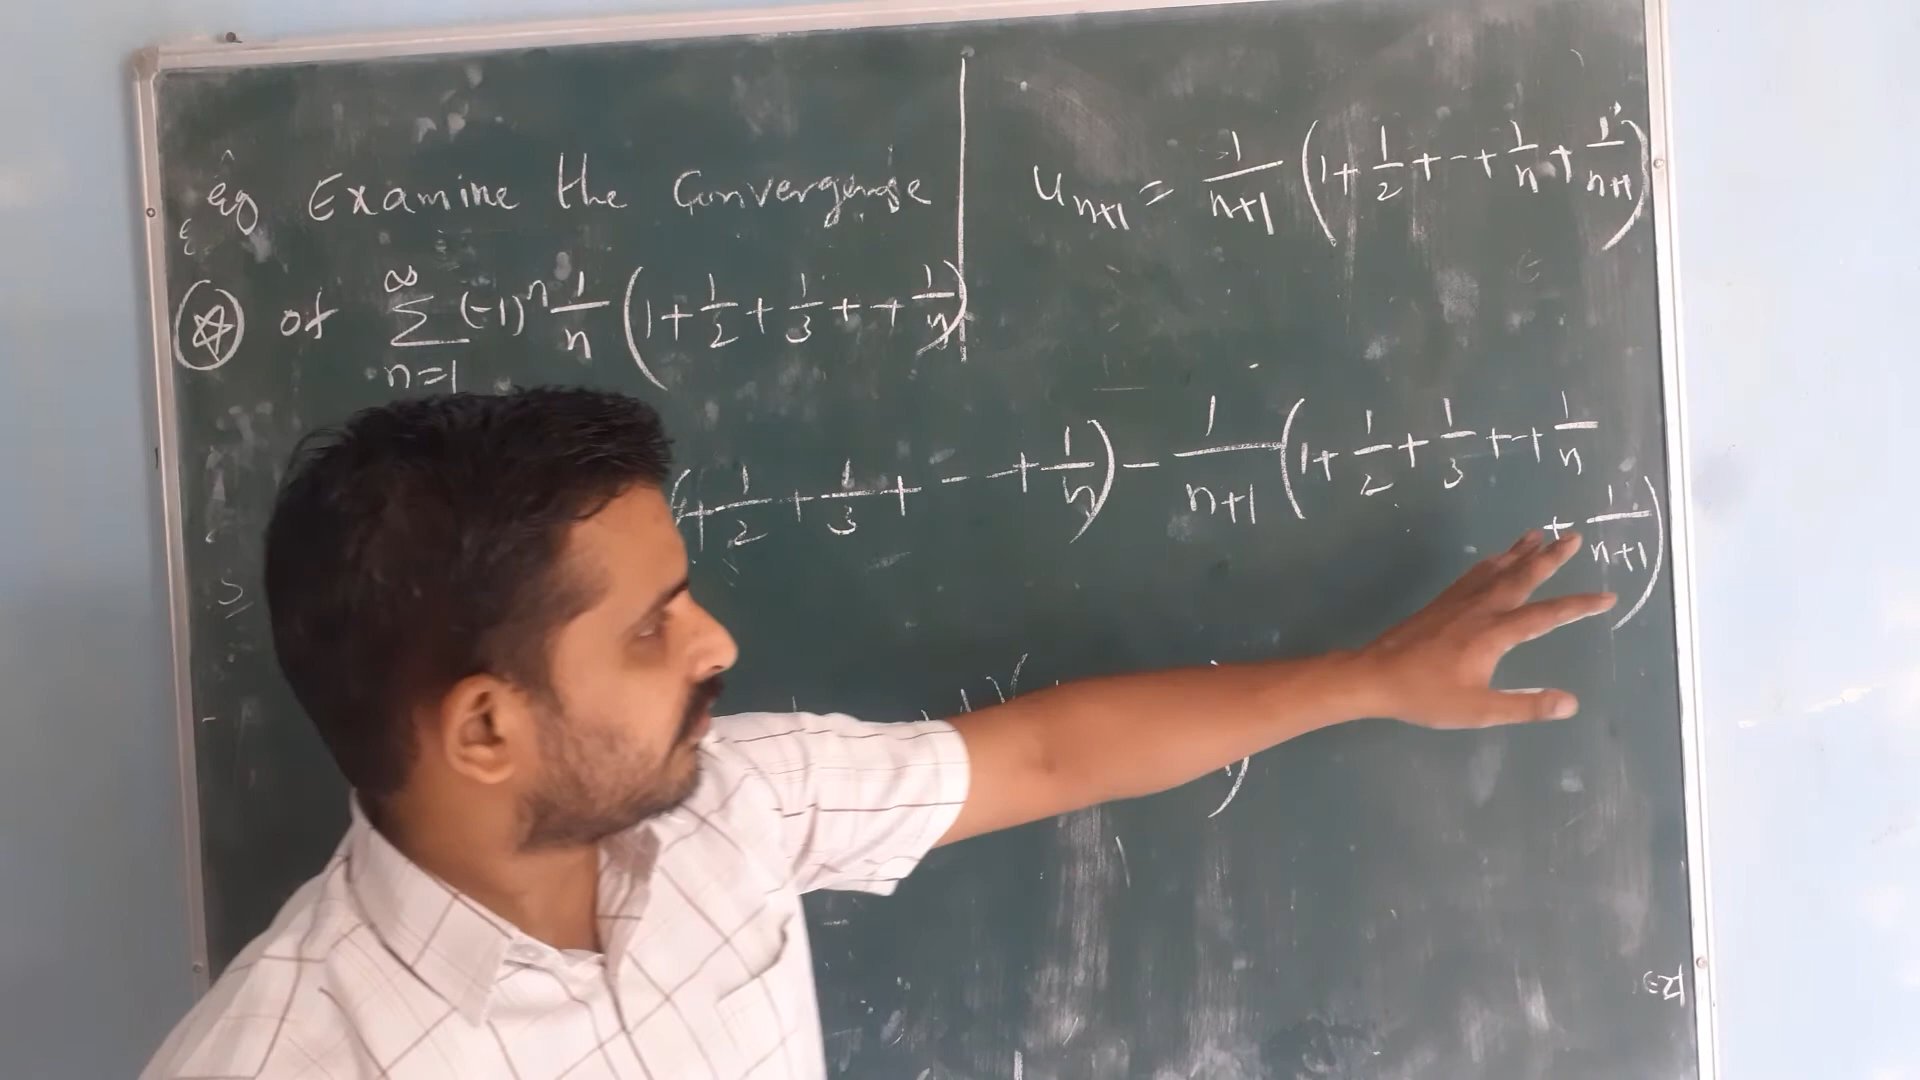 eg Examine the Convergence
of ∞∑n=1 (-1)^n 1/n (1+1/2+1/3+-+1/n)
u_{n+1} = 1/(n+1) (1+1/2+-+1/n+1/(n+1))
(1+1/2+1/3+--+1/n) - 1/(n+1) (1+1/2+1/3+-+1/n
+1/(n+1))